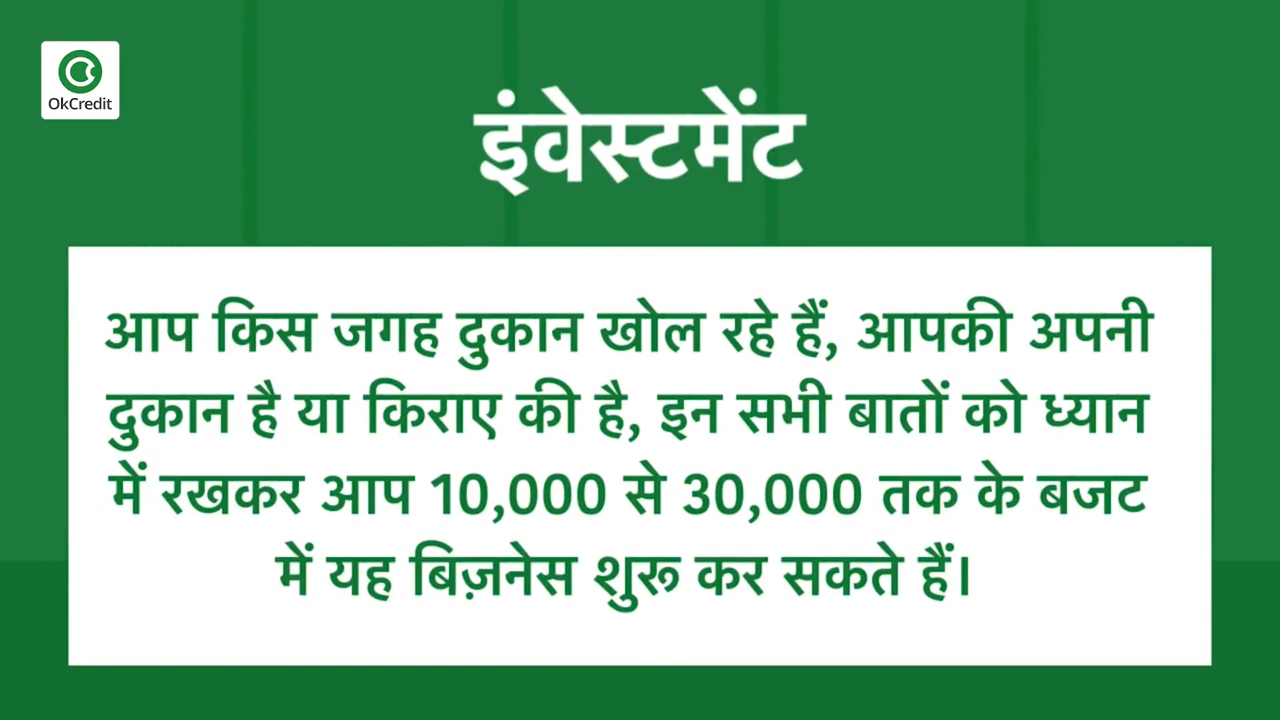 OkCredit
इंवेस्टमेंट
आप किस जगह दुकान खोल रहे हैं, आपकी अपनी
दुकान है या किराए की है, इन सभी बातों को ध्यान
में रखकर आप 10,000 से 30,000 तक के बजट
में यह बिज़नेस शुरू कर सकते हैं।